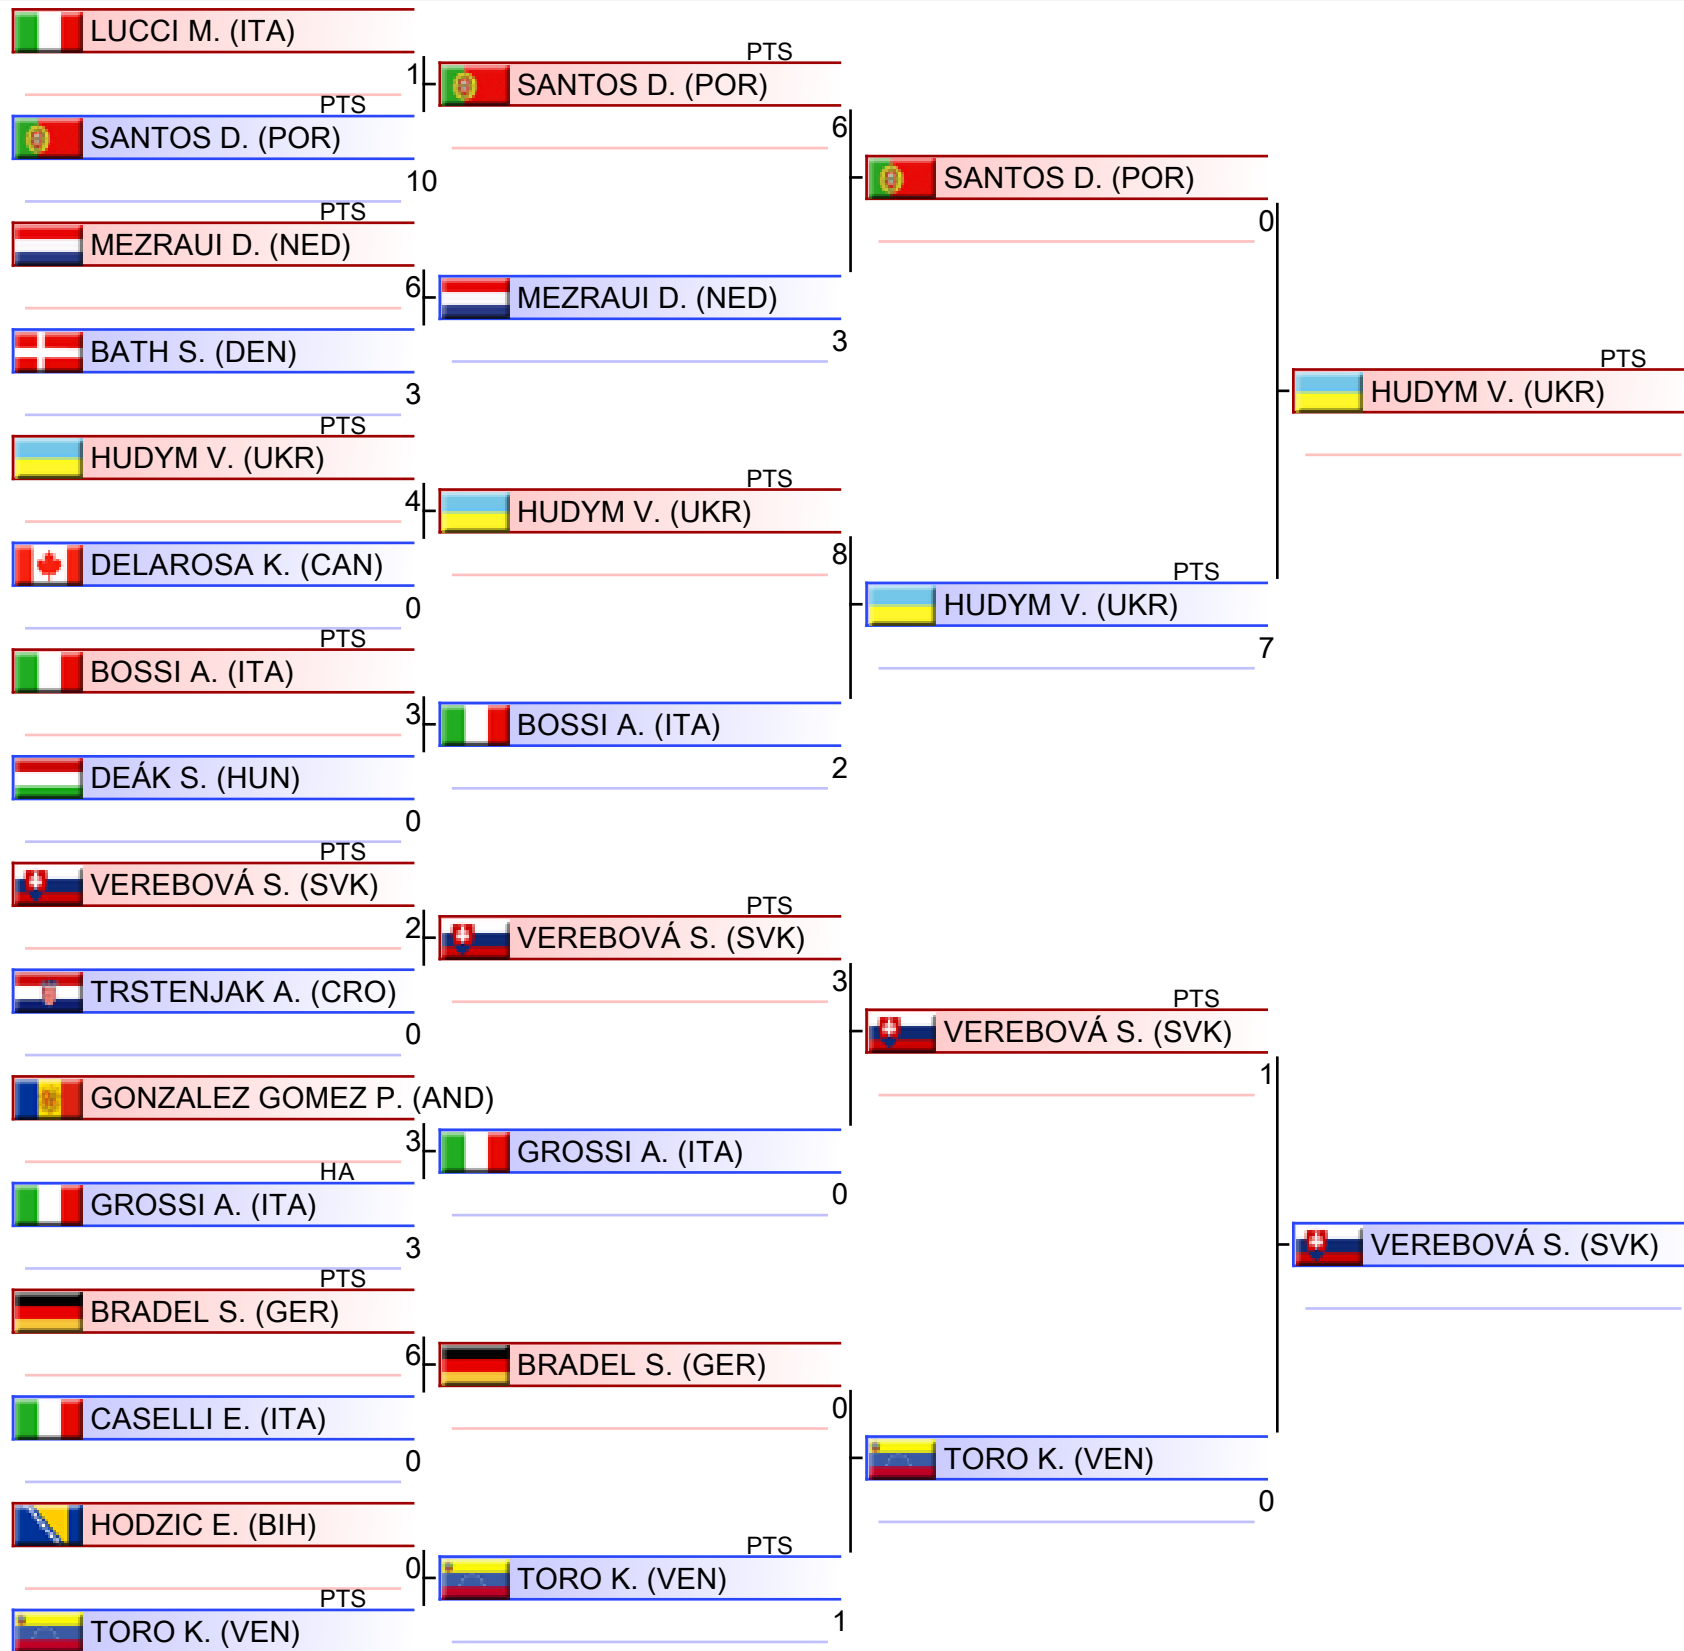 LUCCI M. (ITA)
1
PTS
SANTOS D. (POR)
10
PTS
MEZRAUI D. (NED)
6
BATH S. (DEN)
3
PTS
HUDYM V. (UKR)
4
DELAROSA K. (CAN)
0
PTS
BOSSI A. (ITA)
3
DEÁK S. (HUN)
0
PTS
VEREBOVÁ S. (SVK)
2
TRSTENJAK A. (CRO)
0
GONZALEZ GOMEZ P. (AND)
3
HA
GROSSI A. (ITA)
3
PTS
BRADEL S. (GER)
6
CASELLI E. (ITA)
0
HODZIC E. (BIH)
0
PTS
TORO K. (VEN)
PTS
SANTOS D. (POR)
6
MEZRAUI D. (NED)
3
PTS
HUDYM V. (UKR)
8
BOSSI A. (ITA)
2
PTS
VEREBOVÁ S. (SVK)
3
GROSSI A. (ITA)
0
BRADEL S. (GER)
0
PTS
TORO K. (VEN)
1
SANTOS D. (POR)
0
PTS
HUDYM V. (UKR)
7
PTS
VEREBOVÁ S. (SVK)
1
TORO K. (VEN)
0
PTS
HUDYM V. (UKR)
VEREBOVÁ S. (SVK)